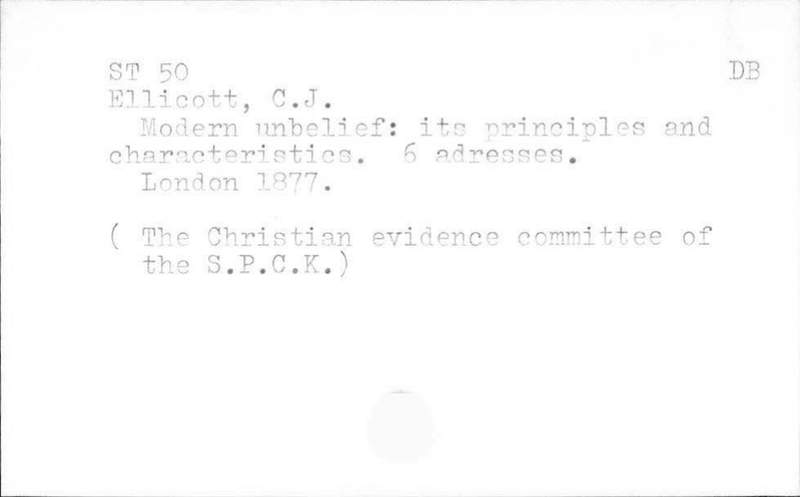 ST 50 DB
Ellicott, C.J.
Modern unbelief: its principles and
characteristics. 6 adresses.
London 1877.
( The Christian evidence committee of
the S.P.C.K.)